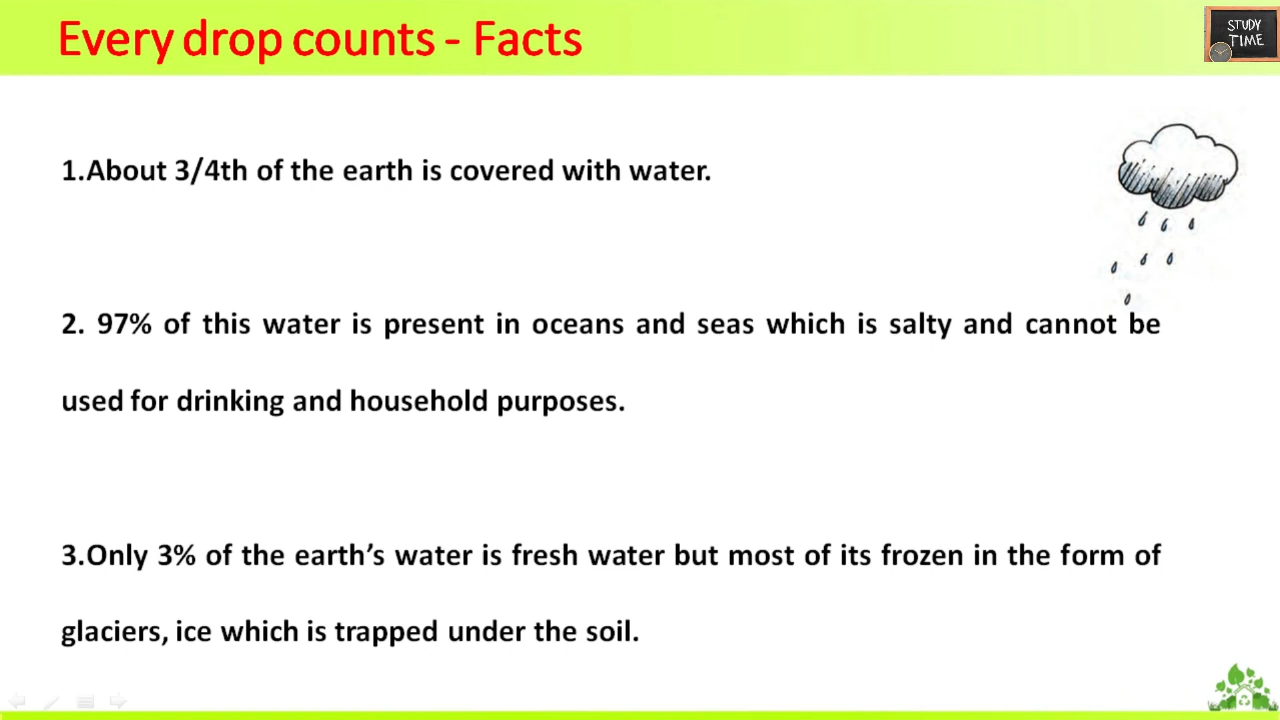 Every drop counts - Facts
STUDY
TIME
1.About 3/4th of the earth is covered with water.
2. 97% of this water is present in oceans and seas which is salty and cannot be
used for drinking and household purposes.
3.Only 3% of the earth’s water is fresh water but most of its frozen in the form of
glaciers, ice which is trapped under the soil.